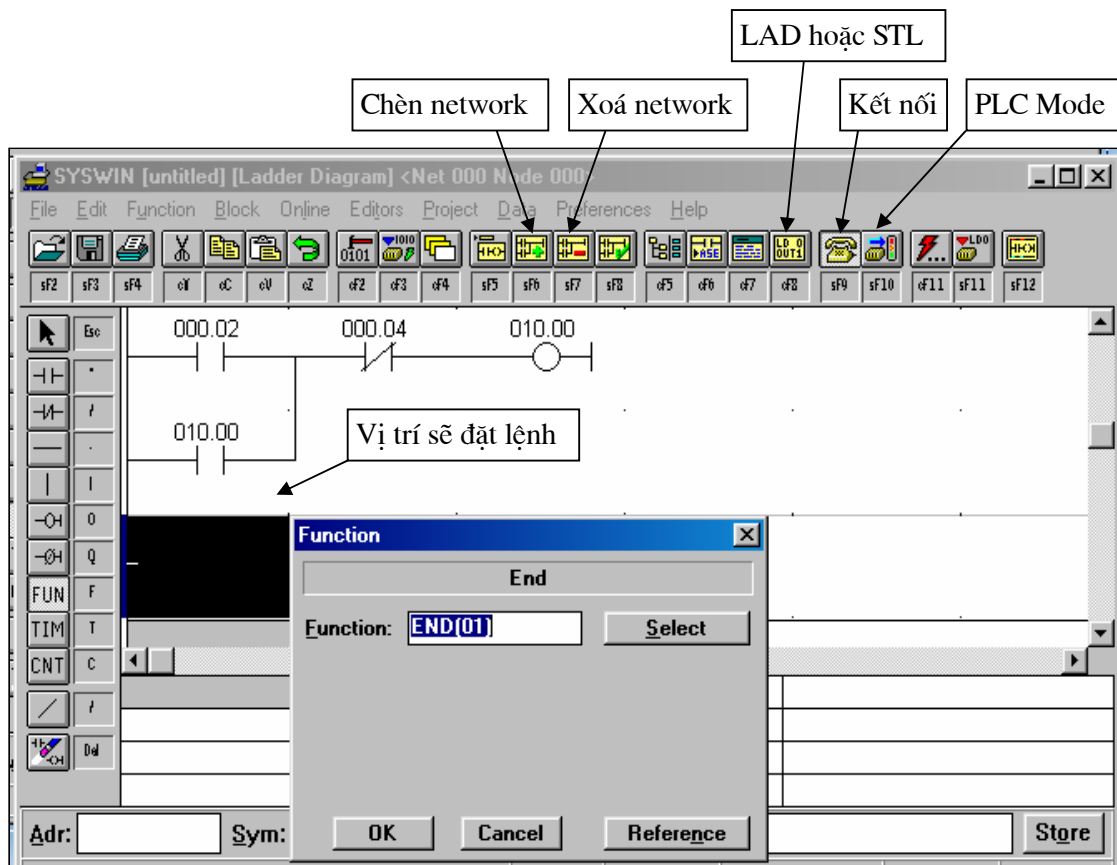 LAD hoặc STL
Chèn network
Xoá network
Kết nối
PLC Mode
SYSWIN [untitled] [Ladder Diagram] <Net 000 Node 000>
File Edit Function Block Online Editors Project Data Preferences Help
sF2 sF3 sF4 cX cC cV cZ cF2 cF3 cF4 sF5 sF6 sF7 sF8 cF5 cF6 cF7 cF8 sF9 sF10 cF11 sF11 sF12
Esc
000.02 000.04 010.00
010.00
Vị trí sẽ đặt lệnh
O
Q
FUN F
TIM T
CNT C
Del
Function
End
Function: END(01) Select
OK Cancel Reference
Adr: Sym: Store